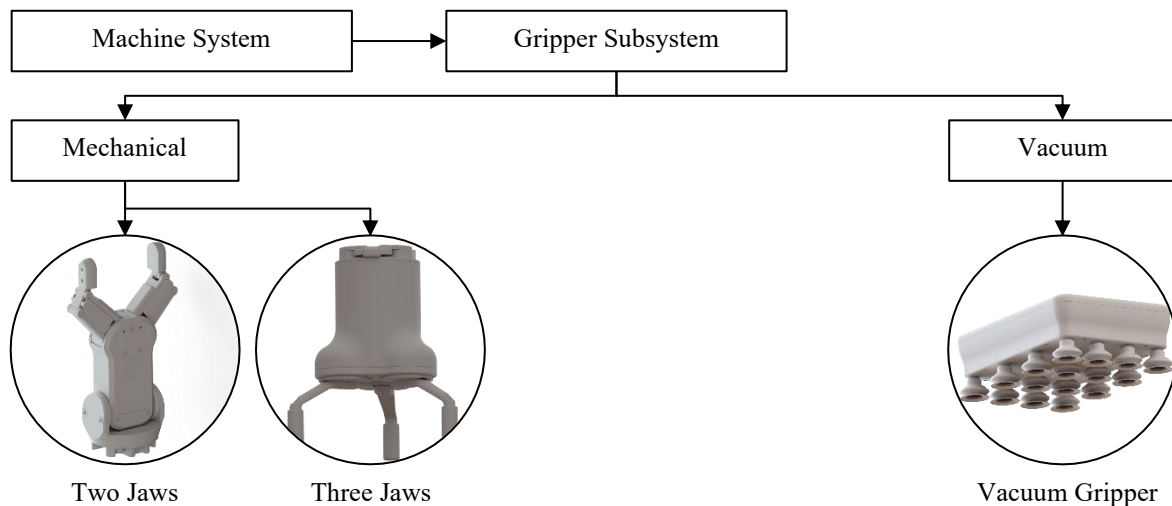 Machine System
Gripper Subsystem
Mechanical
Vacuum
Two Jaws
Three Jaws
Vacuum Gripper